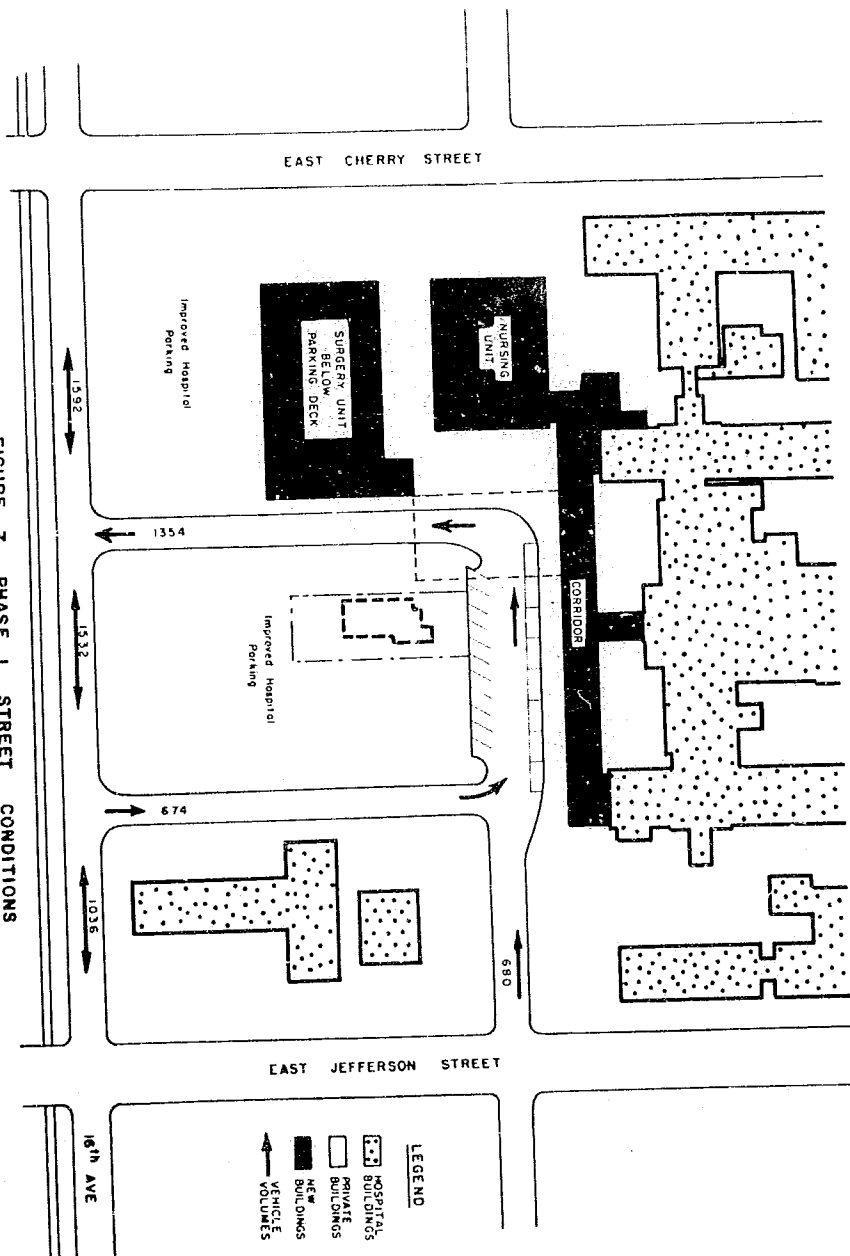 EAST CHERRY STREET
Improved Hospital
Parking
SURGERY UNIT
BELOW
PARKING DECK
NURSING
UNIT
1592
1354
CORRIDOR
1532
Improved Hospital
Parking
674
1036
680
EAST JEFFERSON STREET
16th AVE
LEGEND
HOSPITAL
BUILDINGS
PRIVATE
BUILDINGS
NEW
BUILDINGS
VEHICLE
VOLUMES
FIGURE 7 PHASE I STREET CONDITIONS